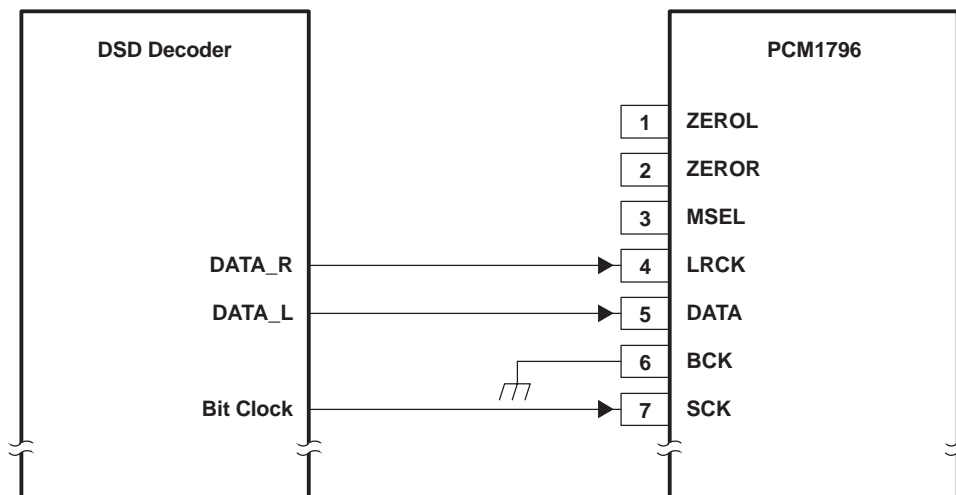 DSD Decoder
PCM1796
1 ZEROL
2 ZEROR
3 MSEL
DATA_R 4 LRCK
DATA_L 5 DATA
6 BCK
Bit Clock 7 SCK